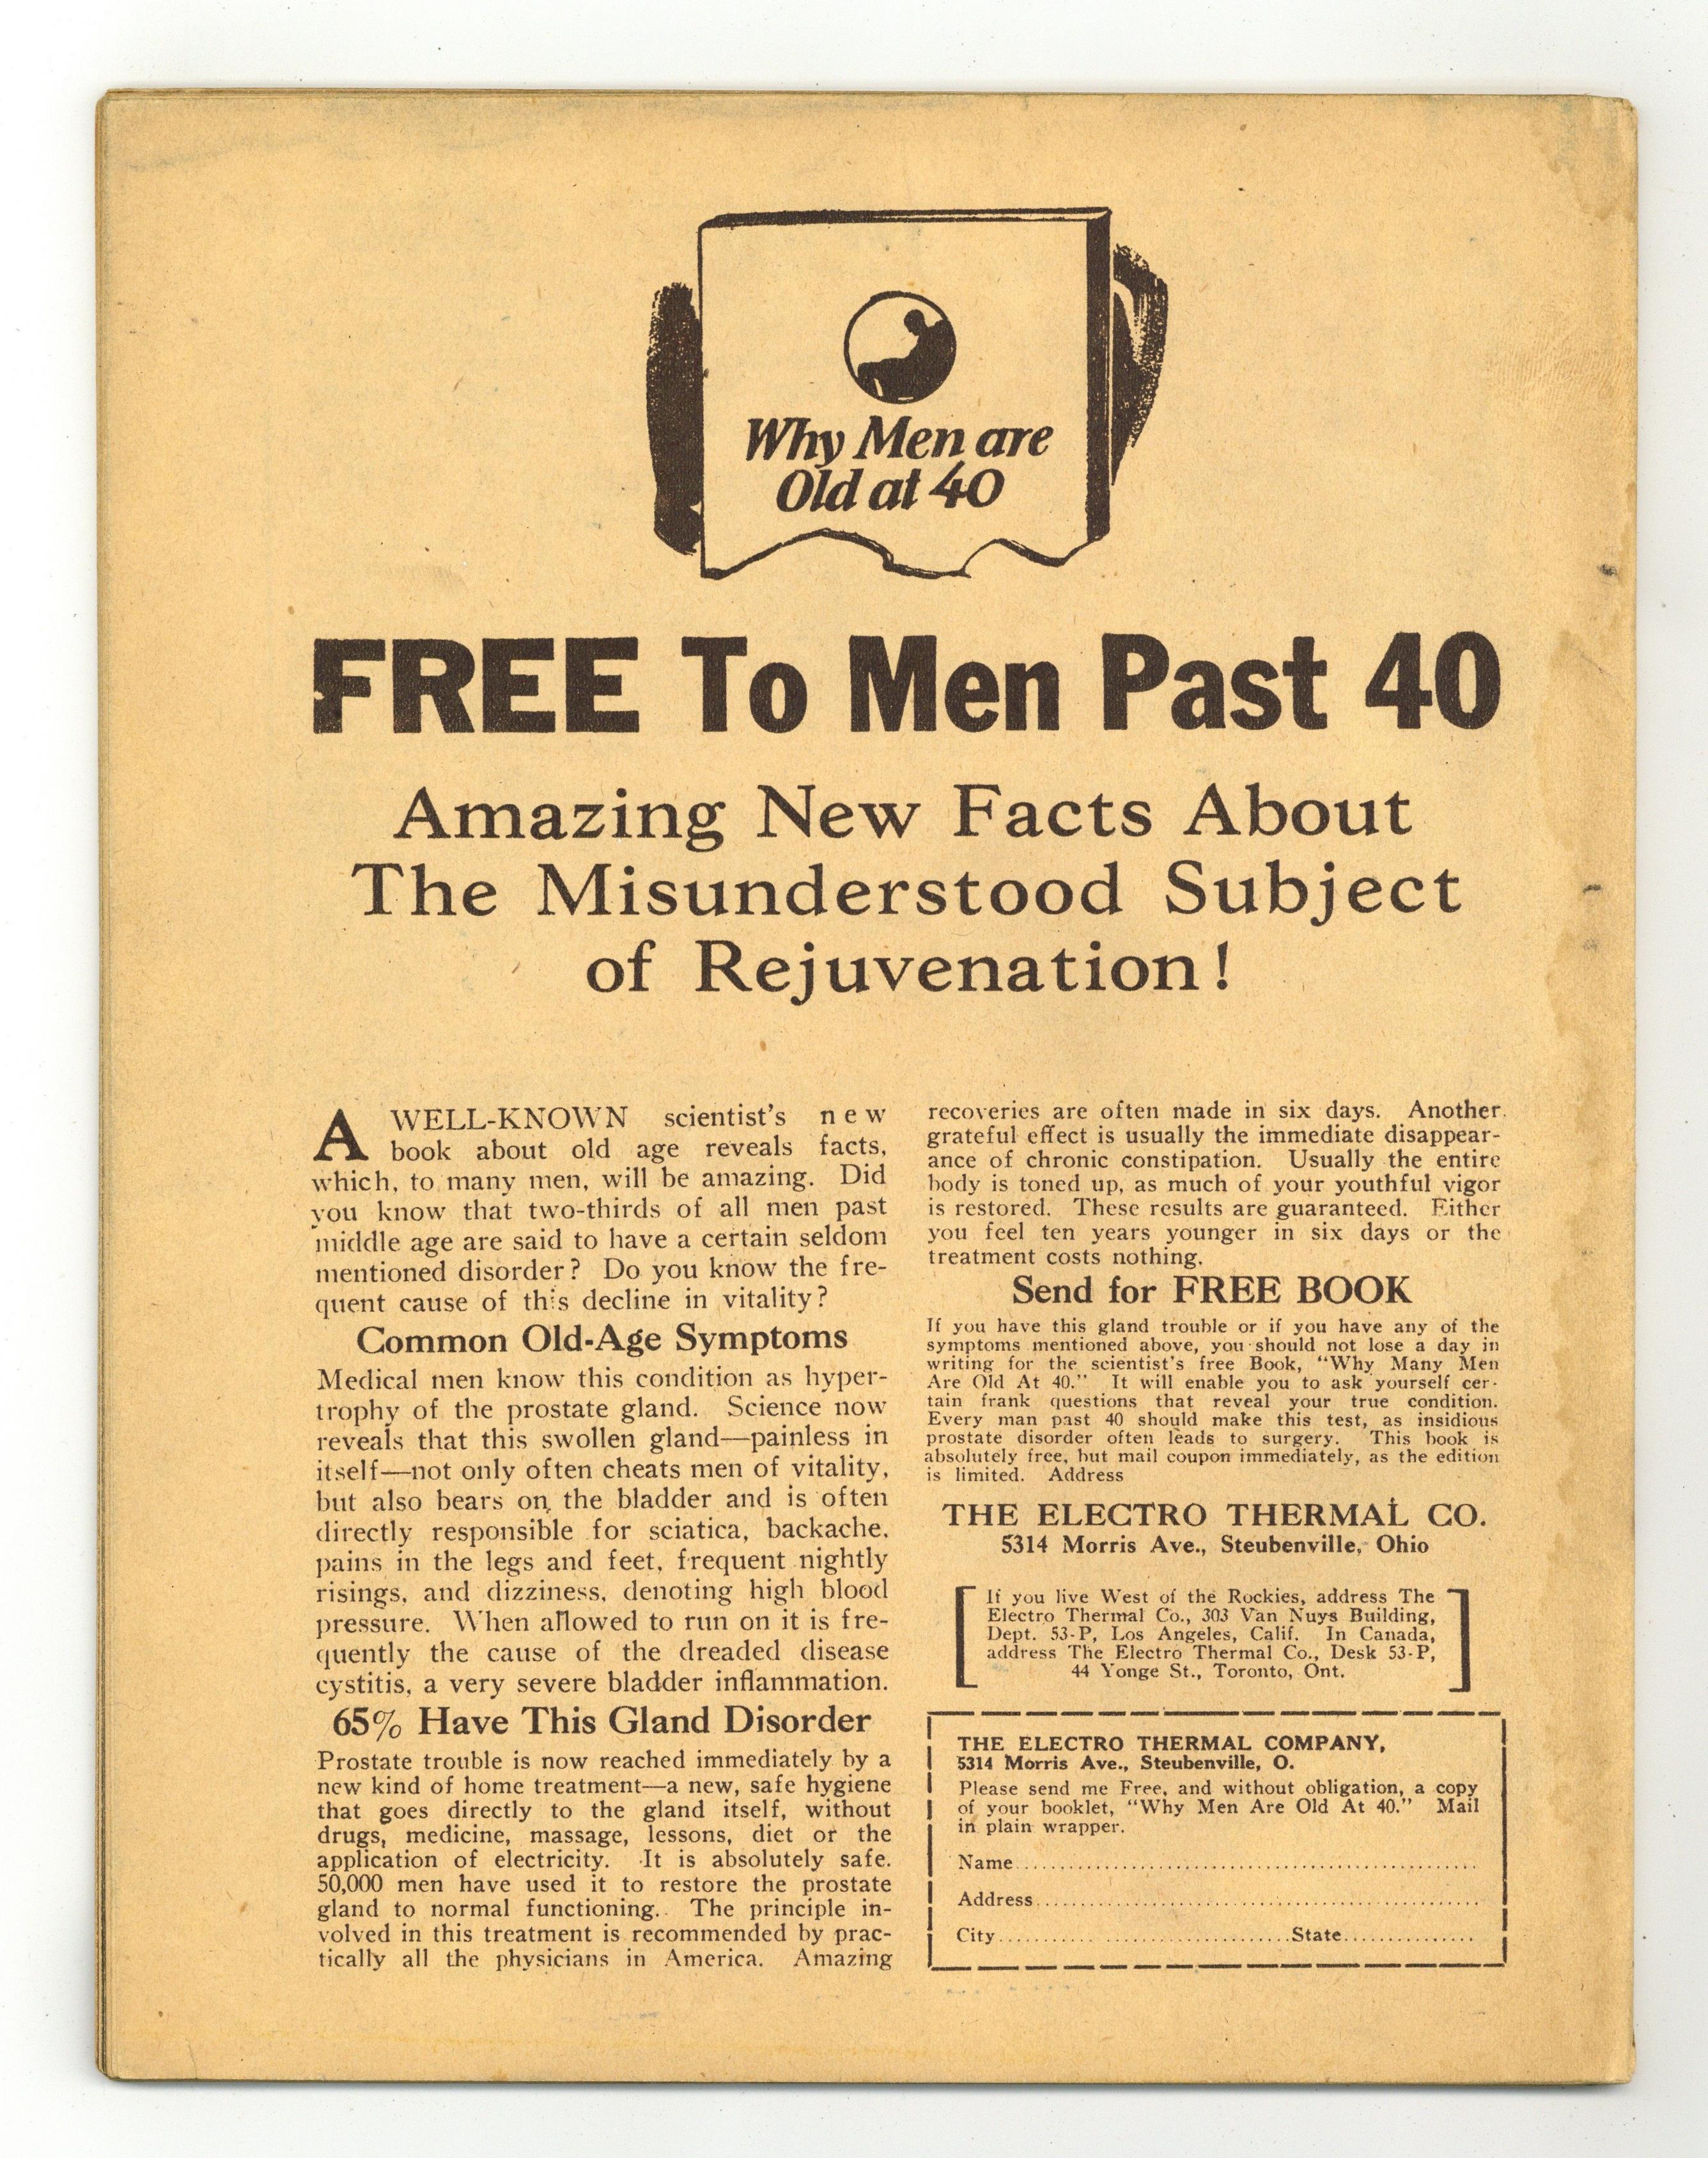 Why Men are
Old at 40
FREE To Men Past 40
Amazing New Facts About
The Misunderstood Subject
of Rejuvenation!
A WELL-KNOWN scientist's new
book about old age reveals facts,
which, to many men, will be amazing. Did
you know that two-thirds of all men past
middle age are said to have a certain seldom
mentioned disorder? Do you know the fre-
quent cause of this decline in vitality?
Common Old-Age Symptoms
Medical men know this condition as hyper-
trophy of the prostate gland. Science now
reveals that this swollen gland—painless in
itself—not only often cheats men of vitality,
but also bears on the bladder and is often
directly responsible for sciatica, backache,
pains in the legs and feet, frequent nightly
risings, and dizziness, denoting high blood
pressure. When allowed to run on it is fre-
quently the cause of the dreaded disease
cystitis, a very severe bladder inflammation.
65% Have This Gland Disorder
Prostate trouble is now reached immediately by a
new kind of home treatment—a new, safe hygiene
that goes directly to the gland itself, without
drugs, medicine, massage, lessons, diet or the
application of electricity. It is absolutely safe.
50,000 men have used it to restore the prostate
gland to normal functioning. The principle in-
volved in this treatment is recommended by prac-
tically all the physicians in America. Amazing
recoveries are often made in six days. Another
grateful effect is usually the immediate disappear-
ance of chronic constipation. Usually the entire
body is toned up, as much of your youthful vigor
is restored. These results are guaranteed. Either
you feel ten years younger in six days or the
treatment costs nothing.
Send for FREE BOOK
If you have this gland trouble or if you have any of the
symptoms mentioned above, you should not lose a day in
writing for the scientist's free Book, "Why Many Men
Are Old At 40." It will enable you to ask yourself cer-
tain frank questions that reveal your true condition.
Every man past 40 should make this test, as insidious
prostate disorder often leads to surgery. This book is
absolutely free, but mail coupon immediately, as the edition
is limited. Address
THE ELECTRO THERMAL CO.
5314 Morris Ave., Steubenville, Ohio
If you live West of the Rockies, address The
Electro Thermal Co., 303 Van Nuys Building,
Dept. 53-P, Los Angeles, Calif. In Canada,
address The Electro Thermal Co., Desk 53-P,
44 Yonge St., Toronto, Ont.
THE ELECTRO THERMAL COMPANY,
5314 Morris Ave., Steubenville, O.
Please send me Free, and without obligation, a copy
of your booklet, "Why Men Are Old At 40." Mail
in plain wrapper.
Name
Address
City State